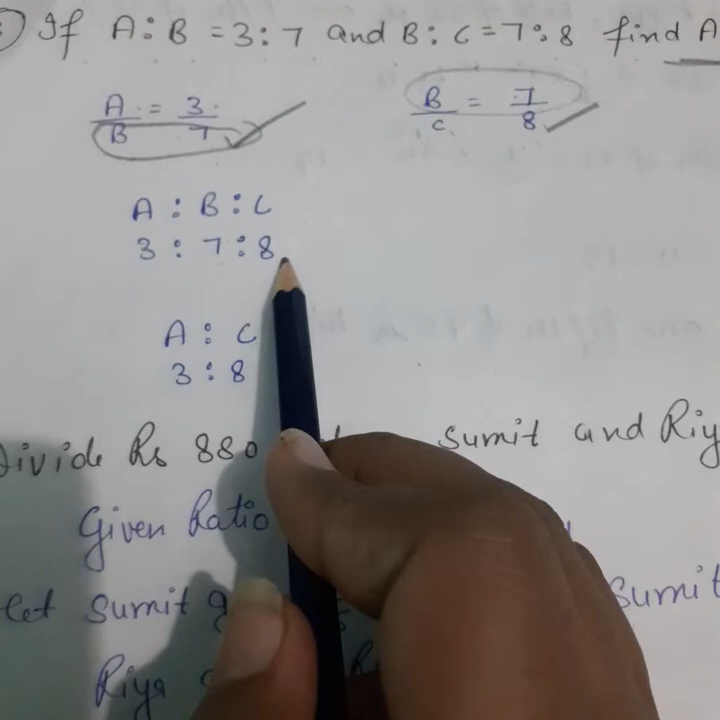 If A:B = 3:7 and B:C = 7:8 find A
A/B = 3/7 B/C = 7/8
A : B : C
3 : 7 : 8
A : C
3 : 8
Divide Rs 880 Sumit and Riy
Given Ratio
let Sumit g Sumit
Riya